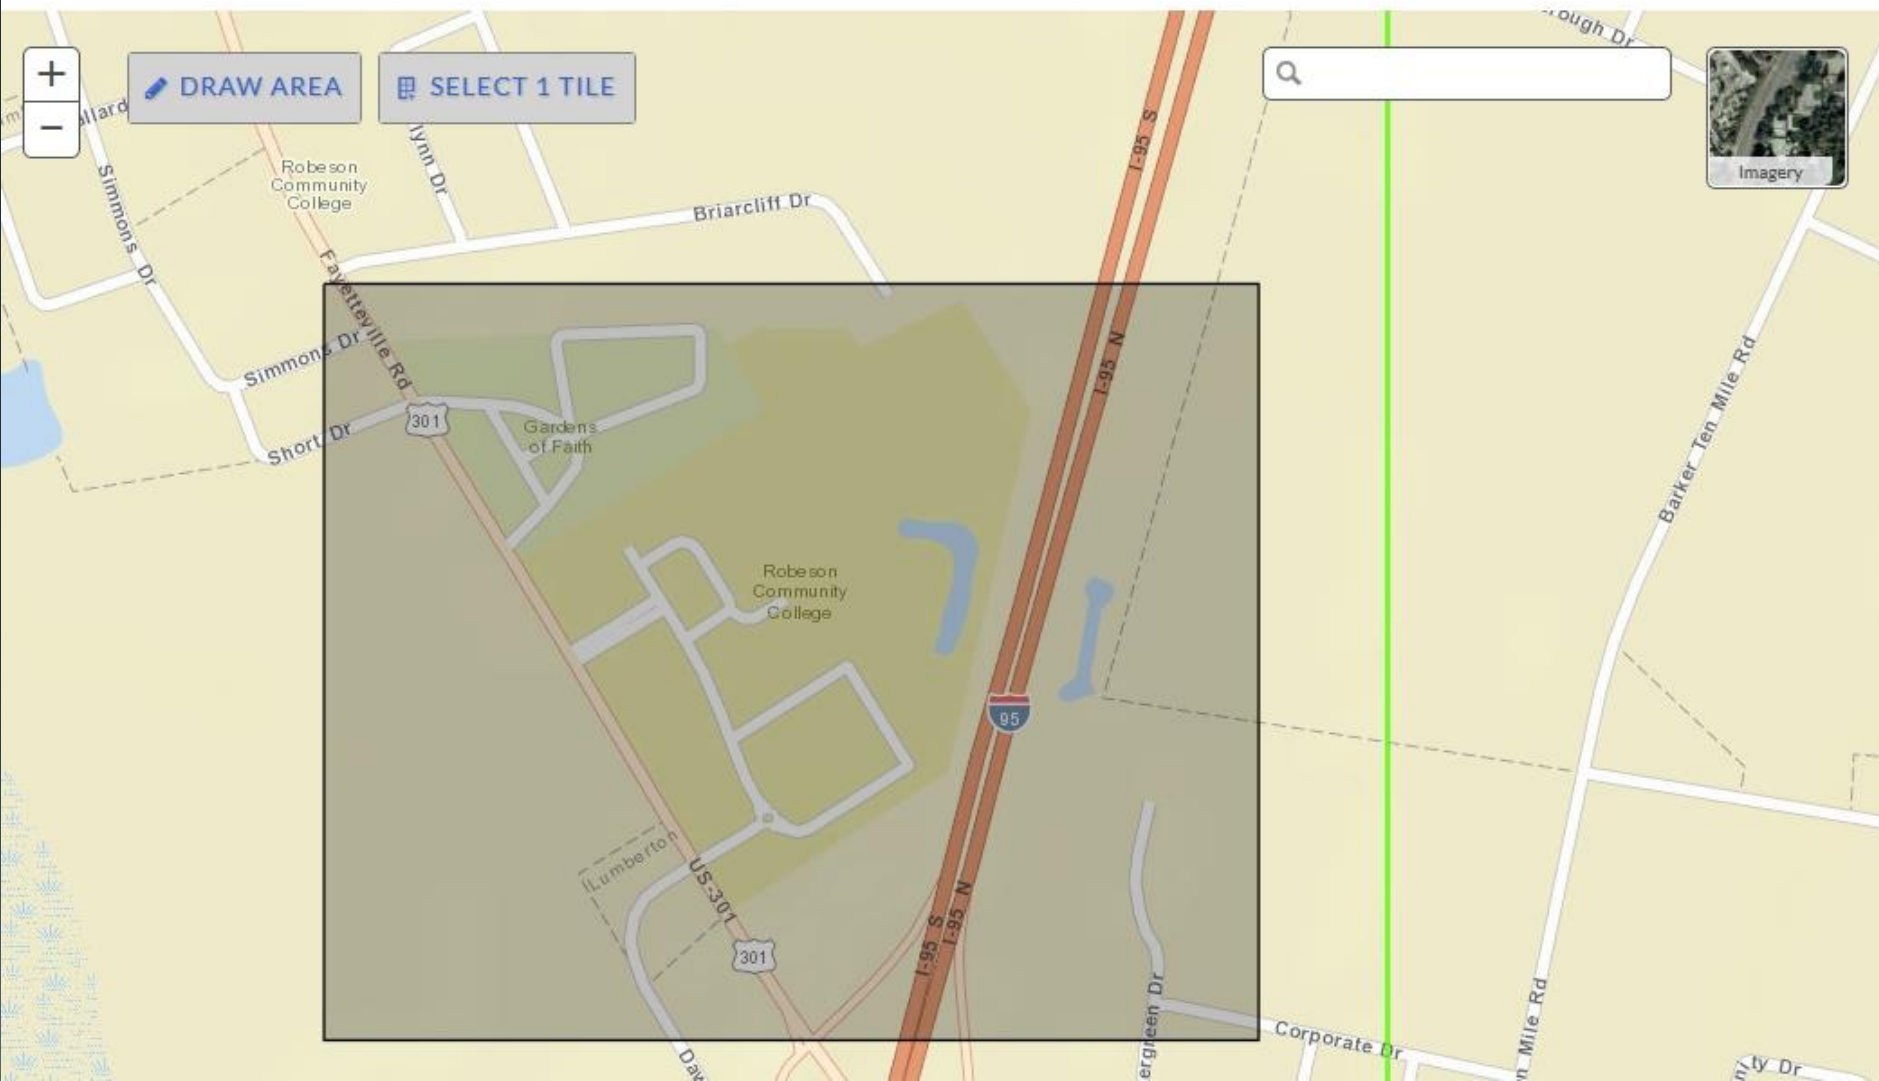 +
−
DRAW AREA
SELECT 1 TILE
Imagery
Simmons Dr
Robeson
Community
College
Briarcliff Dr
I-95 S
Fayetteville Rd
Simmons Dr
Short Dr
301
Gardens
of Faith
I-95 N
Barker Ten Mile Rd
Robeson
Community
College
95
Lumberton
US-301
301
I-95 S
I-95 N
Corporate Dr
Mile Rd